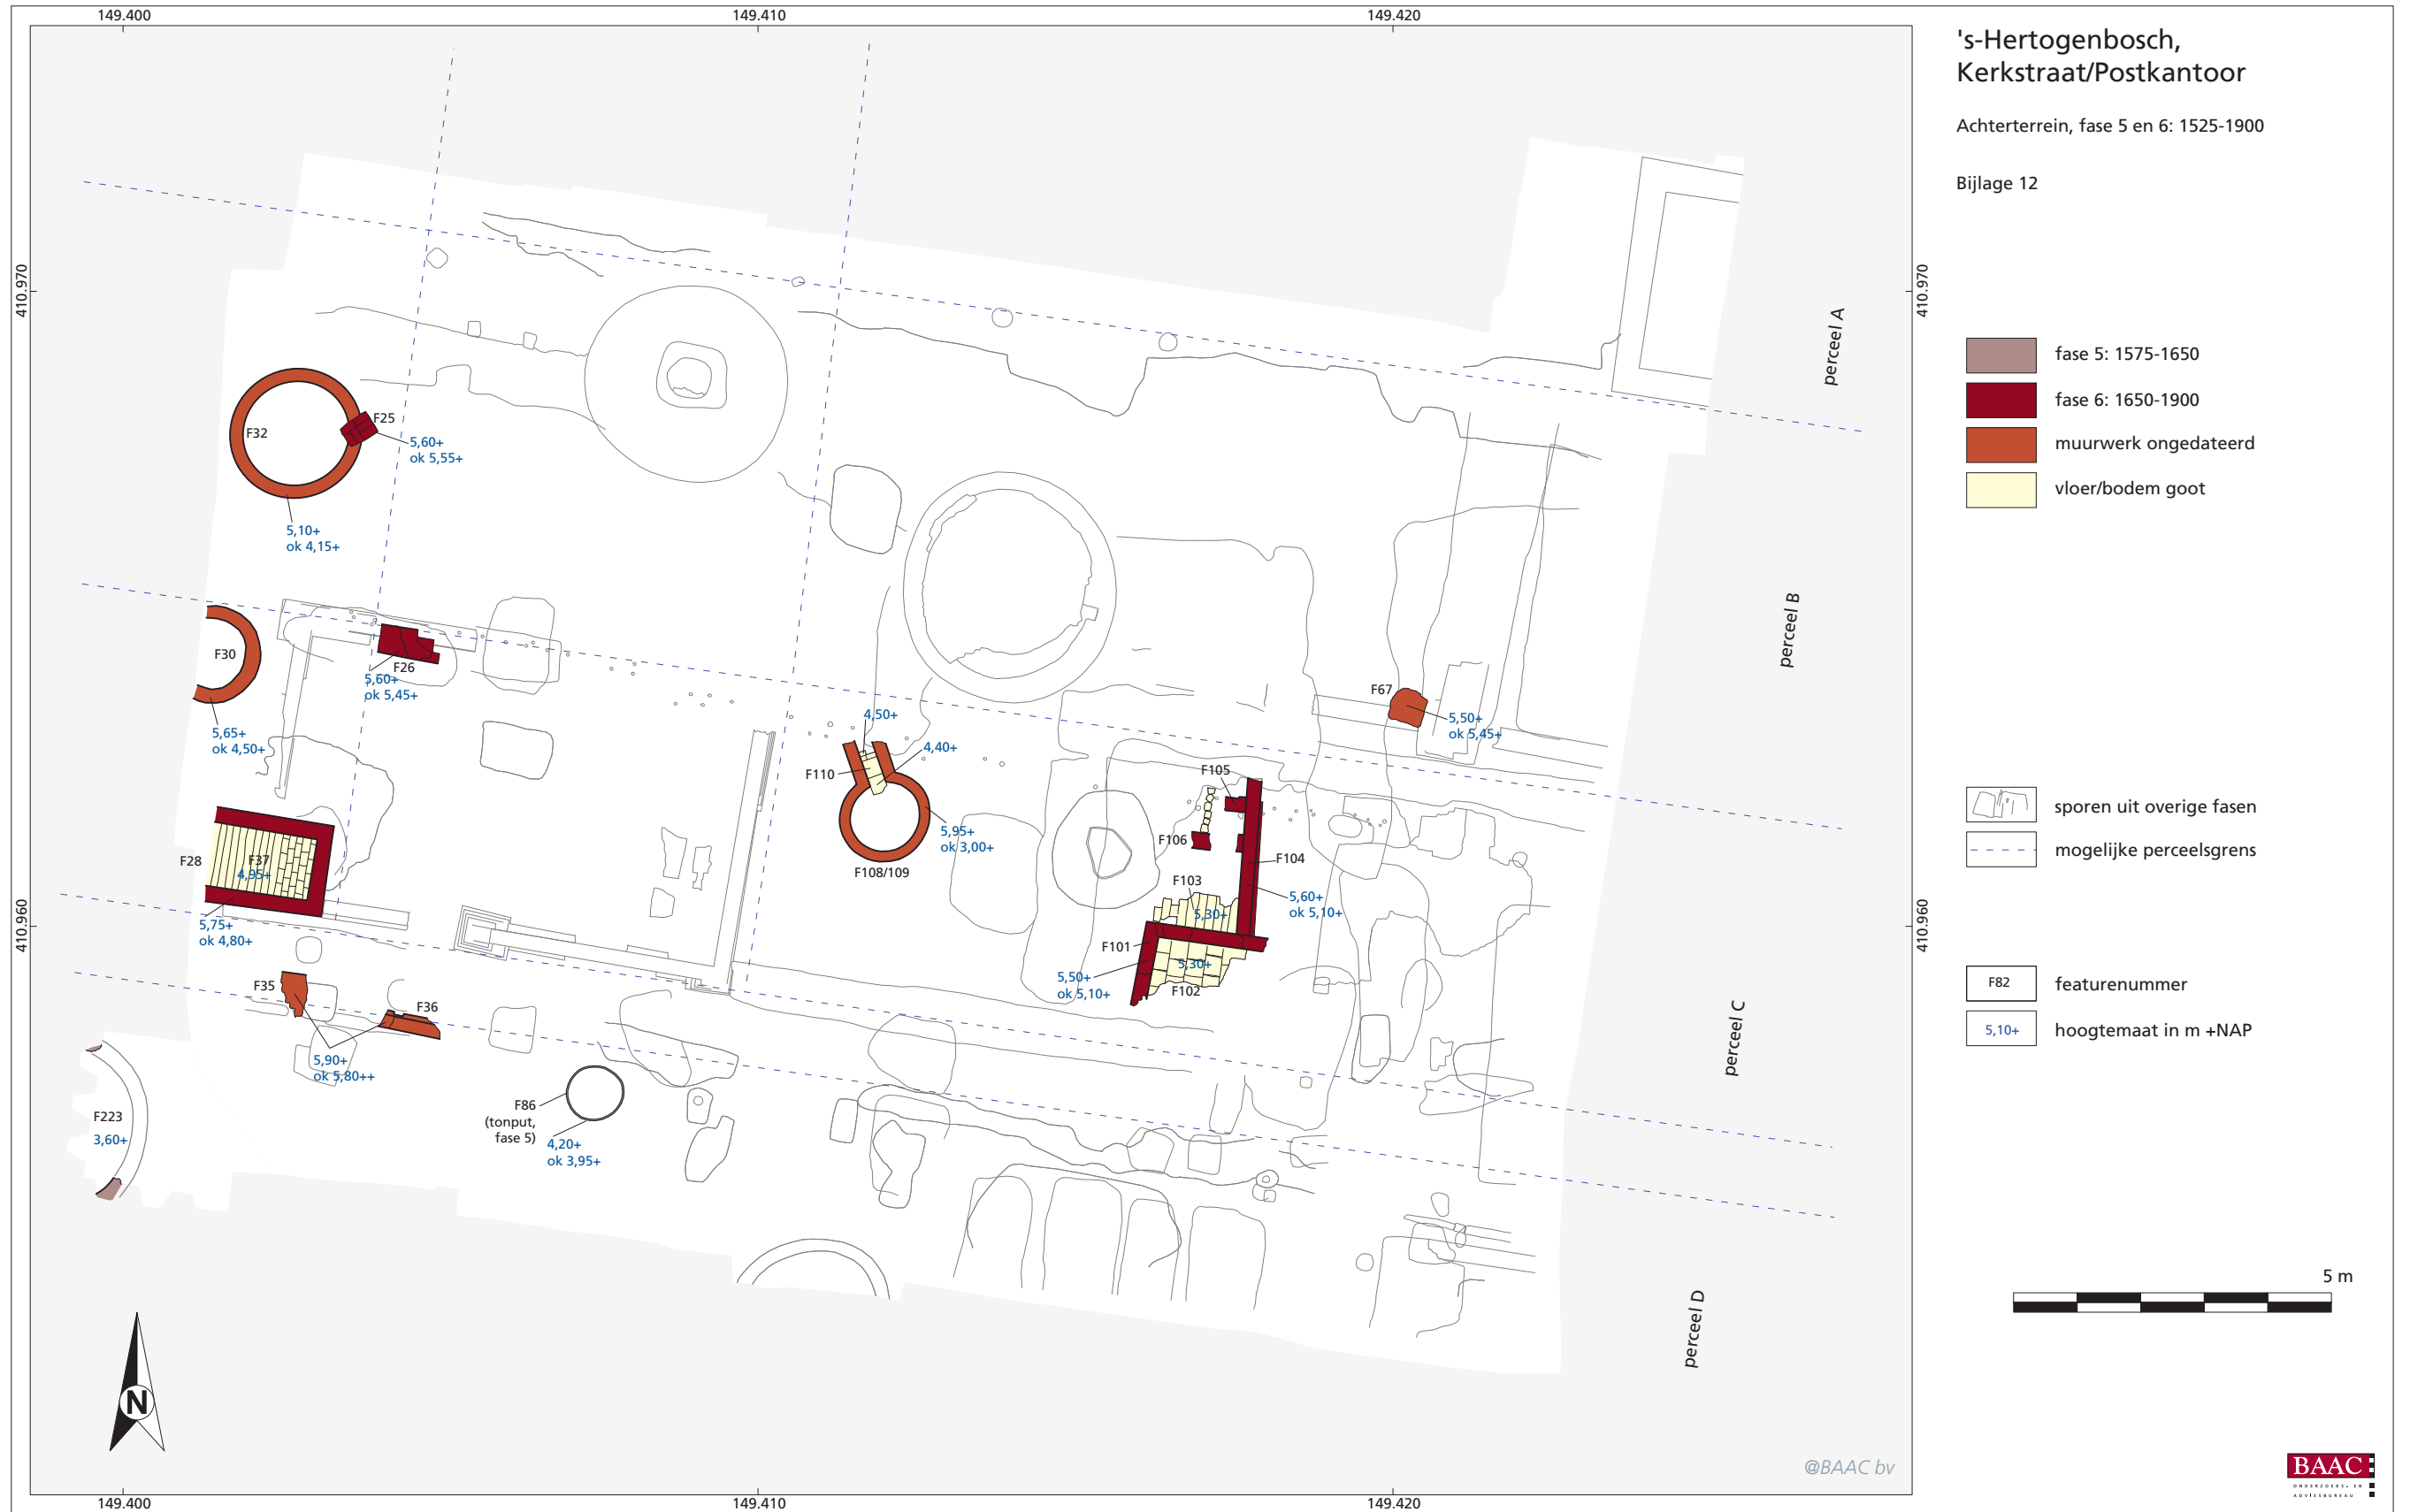 149.400
149.410
149.420
's-Hertogenbosch,
Kerkstraat/Postkantoor
Achterterrein, fase 5 en 6: 1525-1900
Bijlage 12
410.970
410.970
perceel A
fase 5: 1575-1650
fase 6: 1650-1900
muurwerk ongedateerd
vloer/bodem goot
F25
F32
5,60+
ok 5,55+
5,10+
ok 4,15+
perceel B
F30
F26
5,60+
ok 5,45+
5,65+
ok 4,50+
F67
5,50+
ok 5,45+
4,50+
4,40+
F110
5,95+
ok 3,00+
F108/109
F105
F106
F104
F103
5,60+
ok 5,10+
5,30+
F101
5,30+
5,50+
ok 5,10+
F102
F28
F37
4,95+
5,75+
ok 4,80+
sporen uit overige fasen
mogelijke perceelsgrens
410.960
410.960
F35
F36
5,90+
ok 5,80++
F82
featurenummer
5,10+
hoogtemaat in m +NAP
perceel C
F223
3,60+
F86
(tonput,
fase 5)
4,20+
ok 3,95+
5 m
perceel D
N
@BAAC bv
BAAC
ONDERZOEKS- EN
ADVIESBUREAU
149.400
149.410
149.420